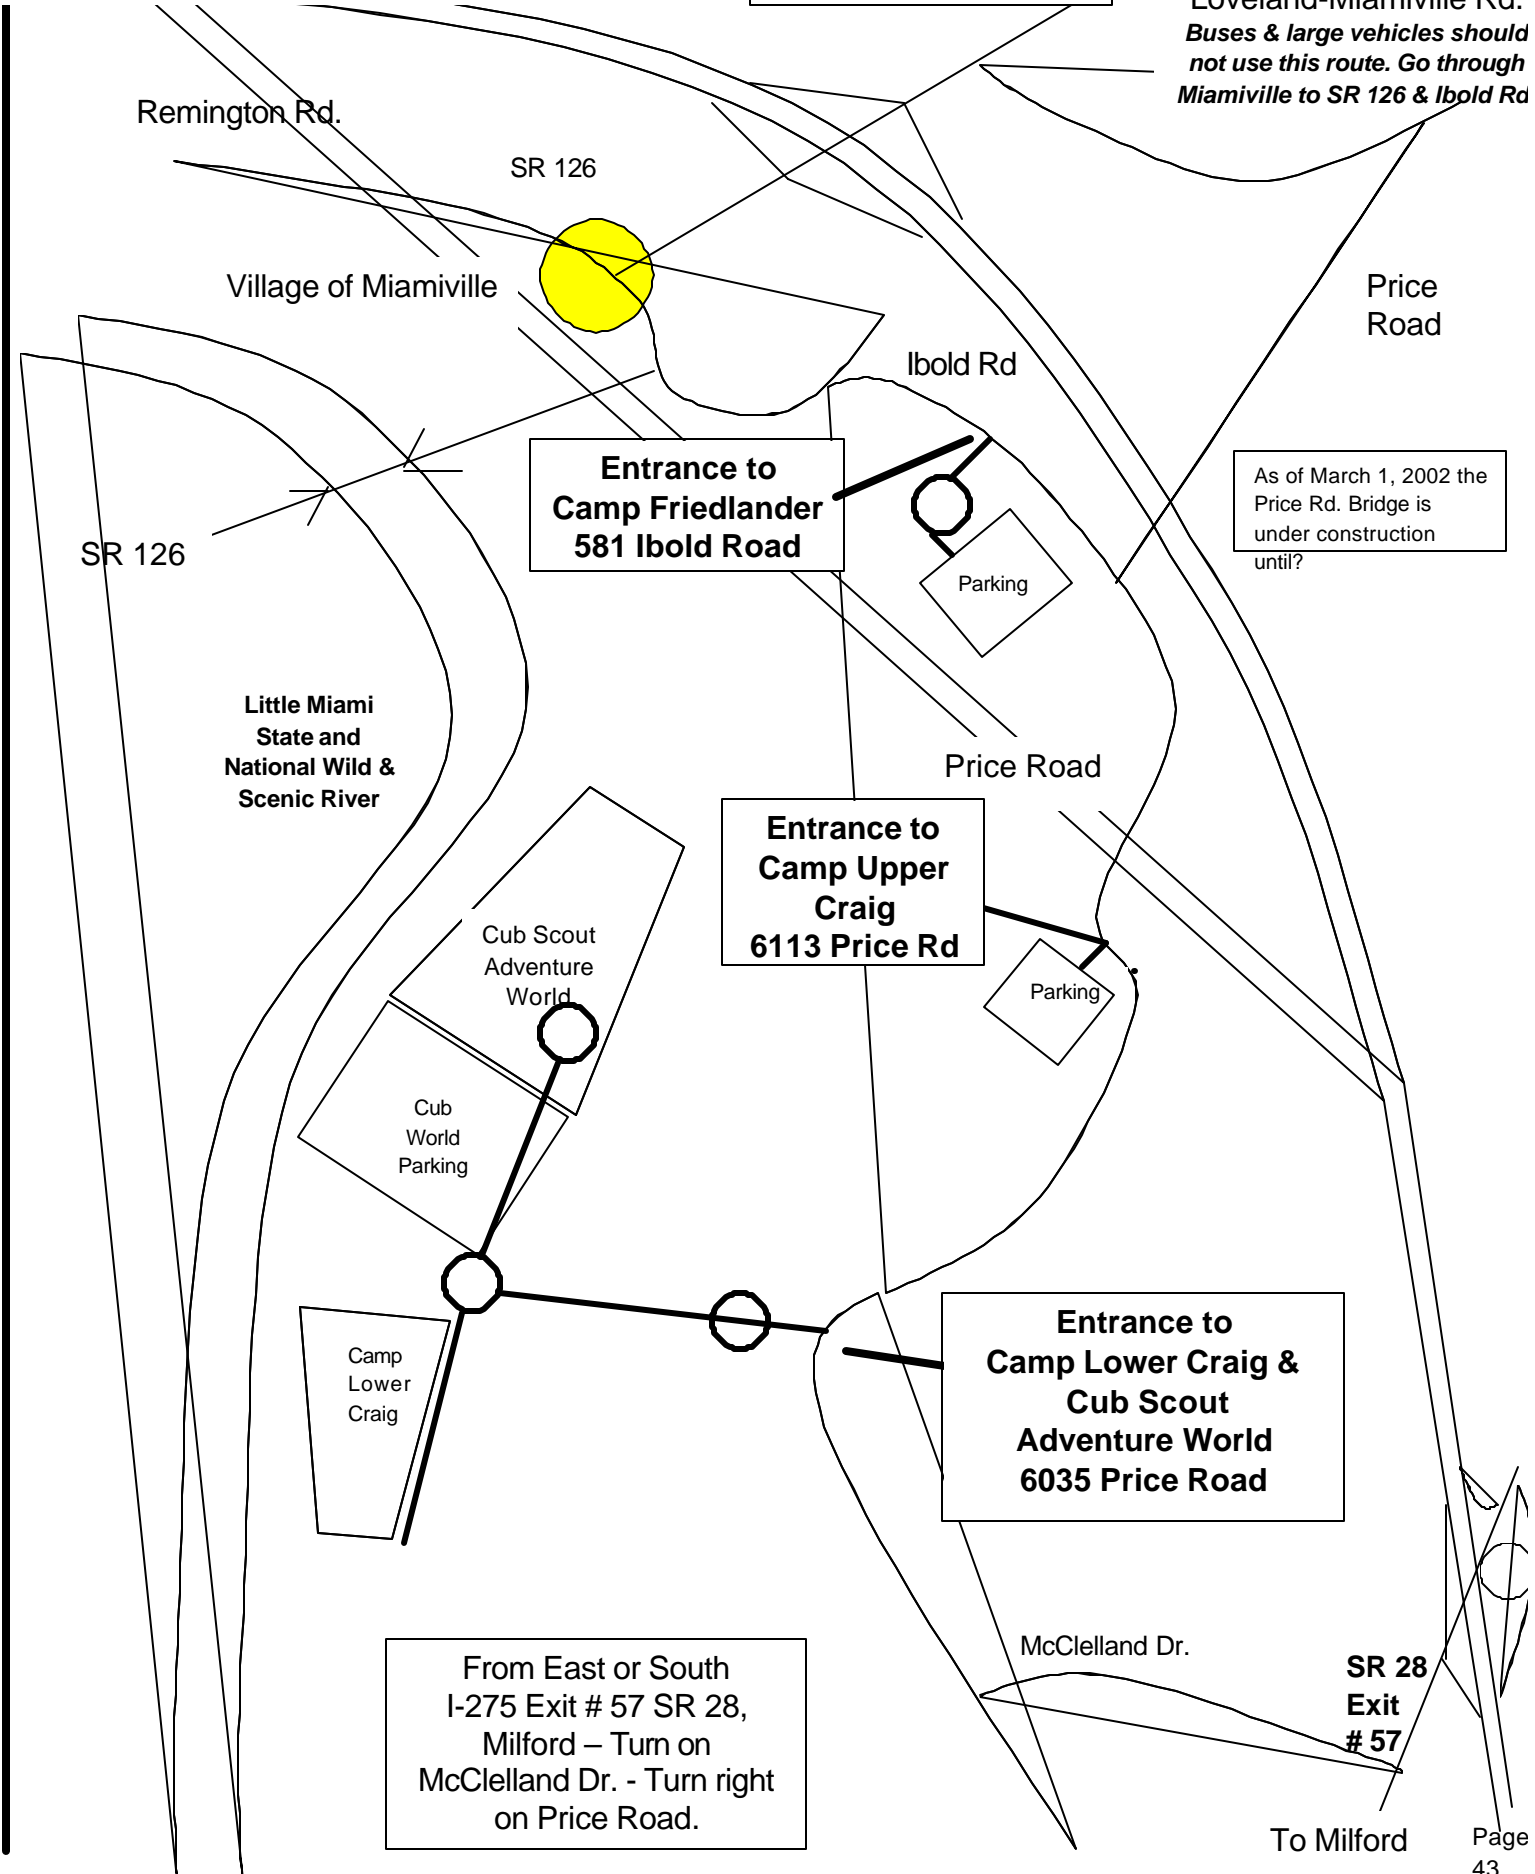 Loveland-Miamiville Rd.
Buses & large vehicles should
not use this route. Go through
Miamiville to SR 126 & Ibold Rd
Remington Rd.
SR 126
Village of Miamiville
Price
Road
Ibold Rd
Entrance to
Camp Friedlander
581 Ibold Road
As of March 1, 2002 the
Price Rd. Bridge is
under construction
until?
SR 126
Parking
Little Miami
State and
National Wild &
Scenic River
Price Road
Entrance to
Camp Upper
Craig
6113 Price Rd
Cub Scout
Adventure
World
Parking
Cub
World
Parking
Camp
Lower
Craig
Entrance to
Camp Lower Craig &
Cub Scout
Adventure World
6035 Price Road
McClelland Dr.
SR 28
Exit
# 57
From East or South
I-275 Exit # 57 SR 28,
Milford – Turn on
McClelland Dr. - Turn right
on Price Road.
To Milford
Page
43